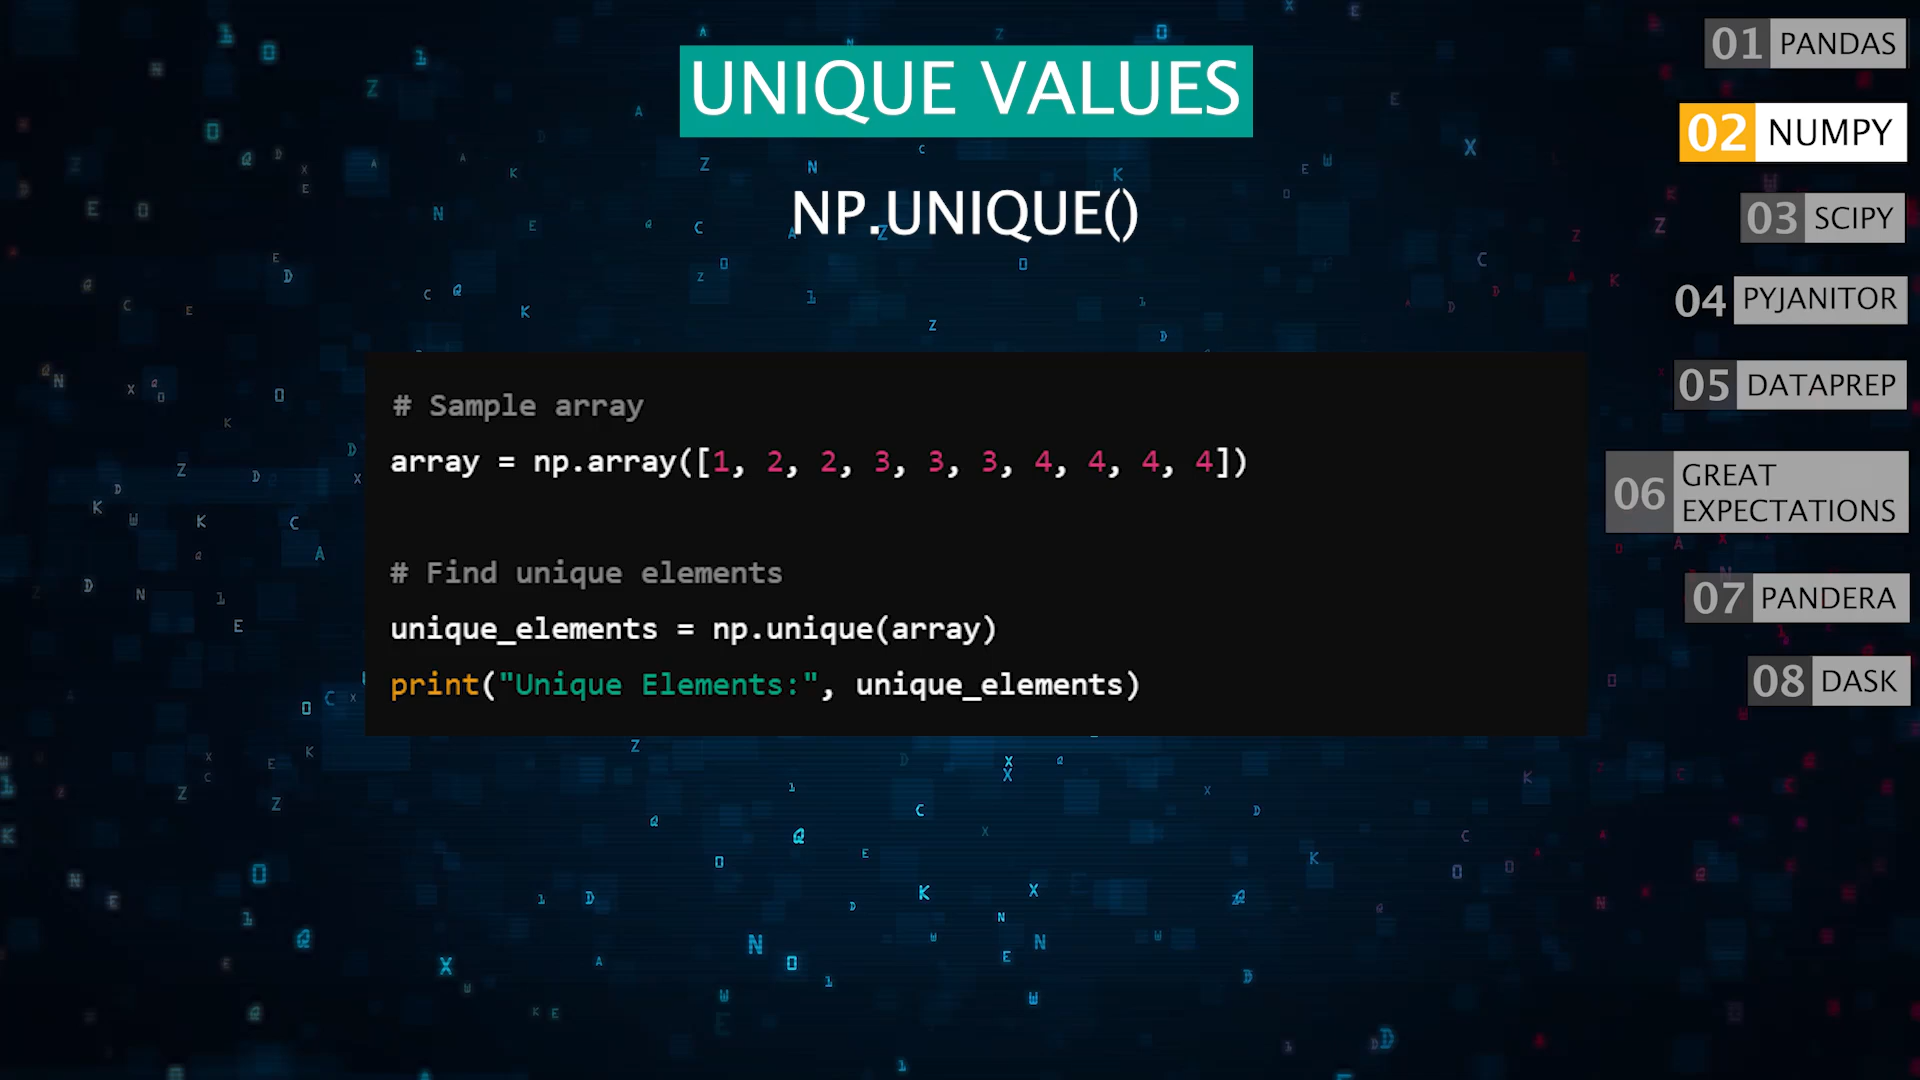 UNIQUE VALUES
NP.UNIQUE()
# Sample array
array = np.array([1, 2, 2, 3, 3, 3, 4, 4, 4, 4])
# Find unique elements
unique_elements = np.unique(array)
print("Unique Elements:", unique_elements)
01 PANDAS
02 NUMPY
03 SCIPY
04 PYJANITOR
05 DATAPREP
06 GREAT
EXPECTATIONS
07 PANDERA
08 DASK